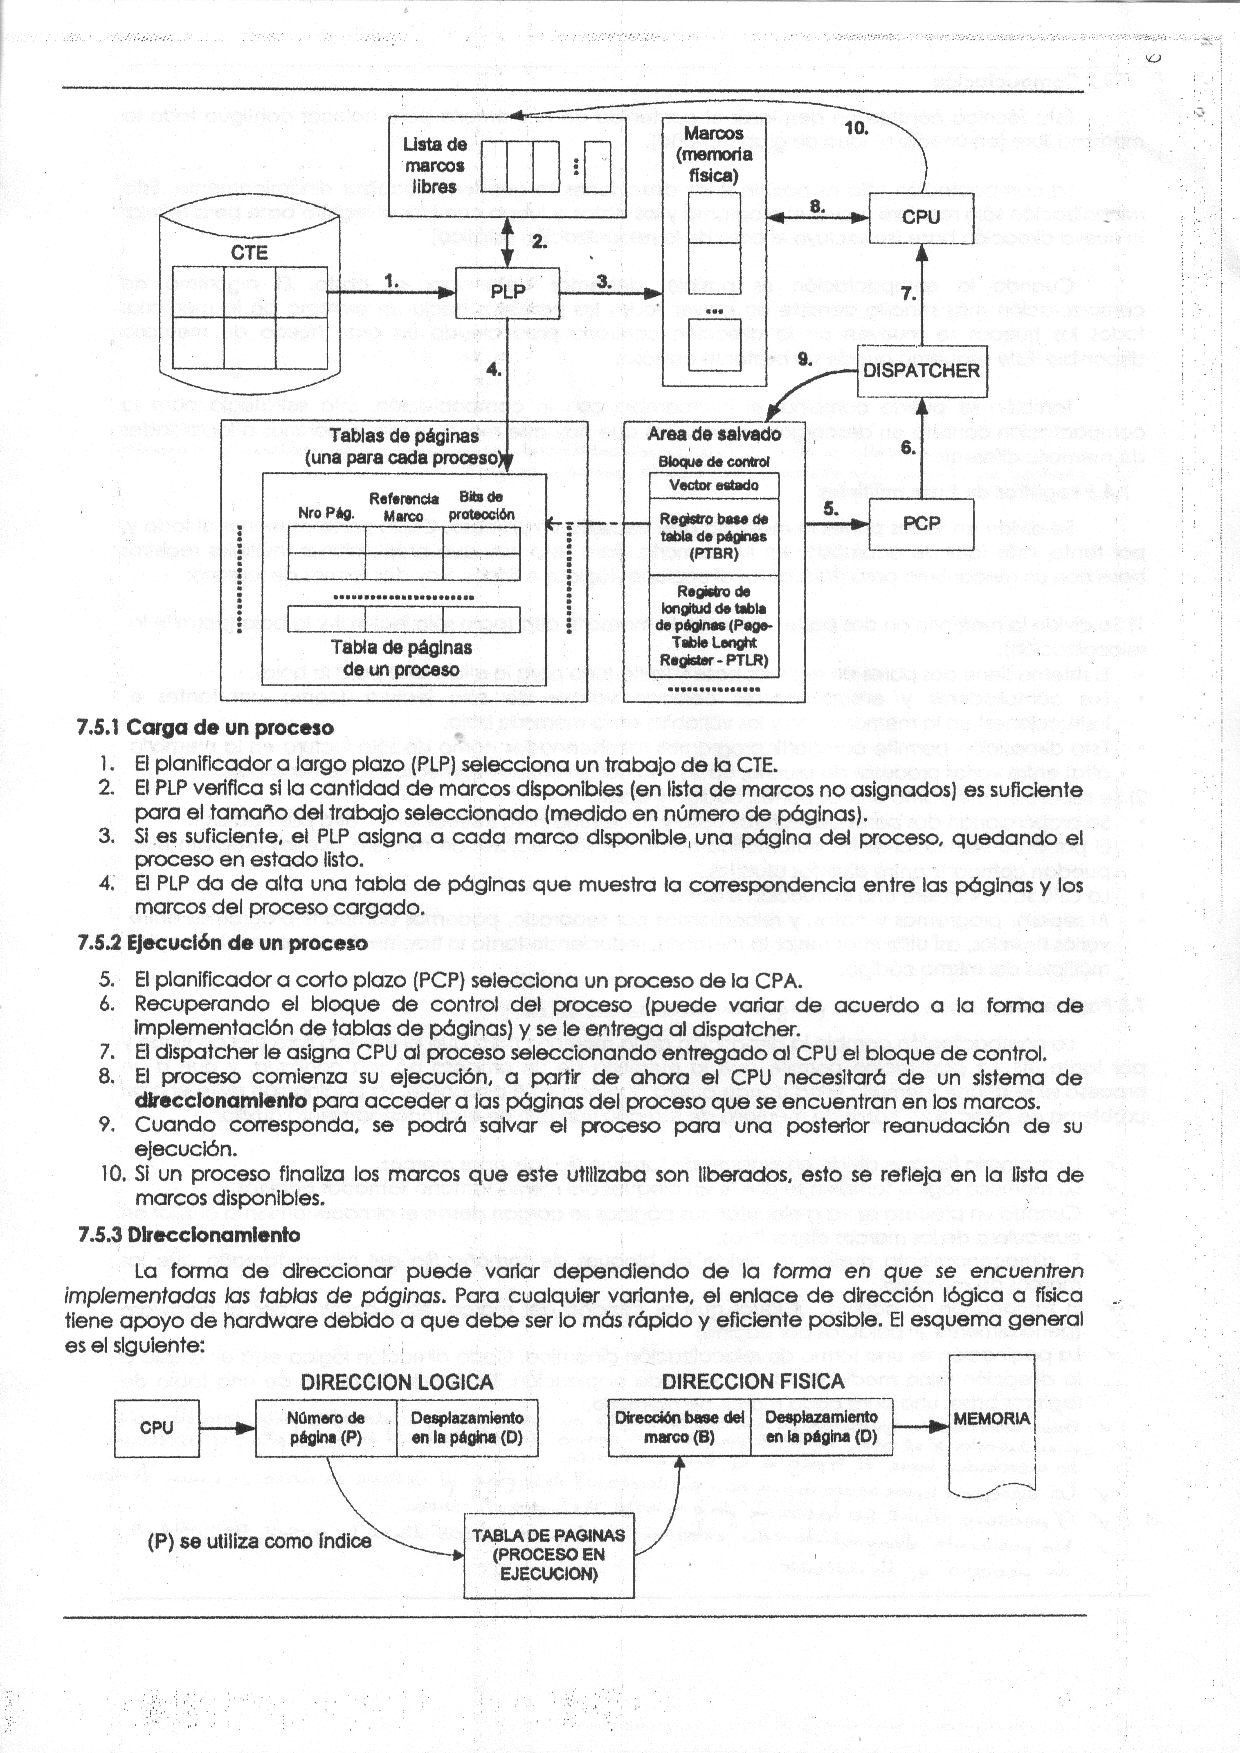 Lista de
marcos
libres
Marcos
(memoria
física)
10.
8.
CPU
CTE
2.
1.
PLP
3.
7.
4.
9.
DISPATCHER
Tablas de páginas
(una para cada proceso)
Nro Pág.
Referencia
Marco
Bits de
protección
Tabla de páginas
de un proceso
Area de salvado
Bloque de control
Vector estado
Registro base de
tabla de páginas
(PTBR)
Registro de
longitud de tabla
de páginas (Page-
Table Lenght
Register - PTLR)
6.
5.
PCP
7.5.1 Carga de un proceso
1. El planificador a largo plazo (PLP) selecciona un trabajo de la CTE.
2. El PLP verifica si la cantidad de marcos disponibles (en lista de marcos no asignados) es suficiente
para el tamaño del trabajo seleccionado (medido en número de páginas).
3. Si es suficiente, el PLP asigna a cada marco disponible, una página del proceso, quedando el
proceso en estado listo.
4. El PLP da de alta una tabla de páginas que muestra la correspondencia entre las páginas y los
marcos del proceso cargado.
7.5.2 Ejecución de un proceso
5. El planificador a corto plazo (PCP) selecciona un proceso de la CPA.
6. Recuperando el bloque de control del proceso (puede variar de acuerdo a la forma de
implementación de tablas de páginas) y se le entrega al dispatcher.
7. El dispatcher le asigna CPU al proceso seleccionando entregado al CPU el bloque de control.
8. El proceso comienza su ejecución, a partir de ahora el CPU necesitará de un sistema de
direccionamiento para acceder a las páginas del proceso que se encuentran en los marcos.
9. Cuando corresponda, se podrá salvar el proceso para una posterior reanudación de su
ejecución.
10. Si un proceso finaliza los marcos que este utilizaba son liberados, esto se refleja en la lista de
marcos disponibles.
7.5.3 Direccionamiento
La forma de direccionar puede variar dependiendo de la forma en que se encuentren
implementadas las tablas de páginas. Para cualquier variante, el enlace de dirección lógica a física
tiene apoyo de hardware debido a que debe ser lo más rápido y eficiente posible. El esquema general
es el siguiente:
DIRECCION LOGICA
DIRECCION FISICA
CPU
Número de
página (P)
Desplazamiento
en la página (D)
Dirección base del
marco (B)
Desplazamiento
en la página (D)
MEMORIA
(P) se utiliza como índice
TABLA DE PAGINAS
(PROCESO EN
EJECUCION)